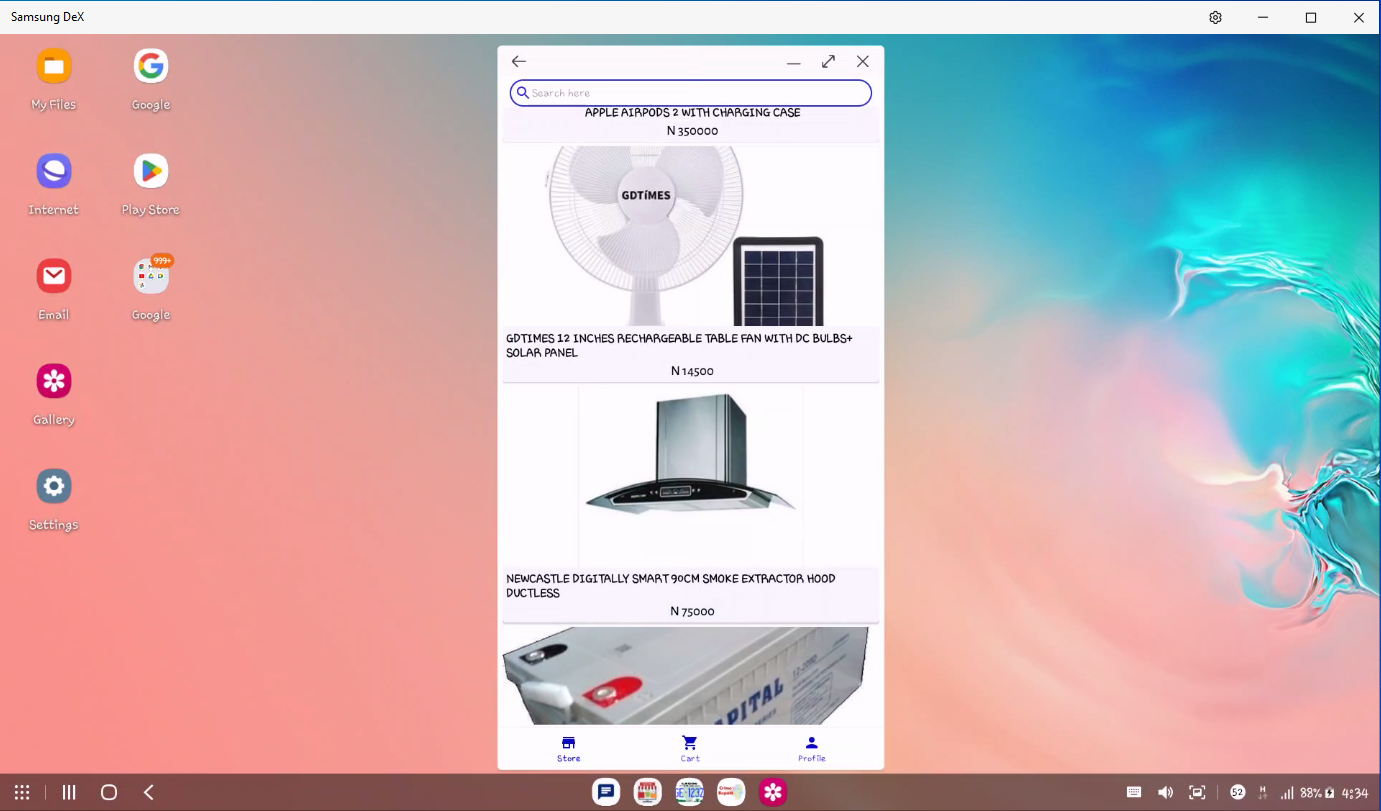 Samsung DeX
My Files
Google
Internet
Play Store
999+
Email
Google
Gallery
Settings
Search here
APPLE AIRPODS 2 WITH CHARGING CASE
N 350000
GDTIMES
GDTIMES 12 INCHES RECHARGEABLE TABLE FAN WITH DC BULBS+
SOLAR PANEL
N 14500
NEWCASTLE DIGITALLY SMART 90CM SMOKE EXTRACTOR HOOD
DUCTLESS
N 75000
PITAL
Store
Cart
Profile
52
88%
4:34